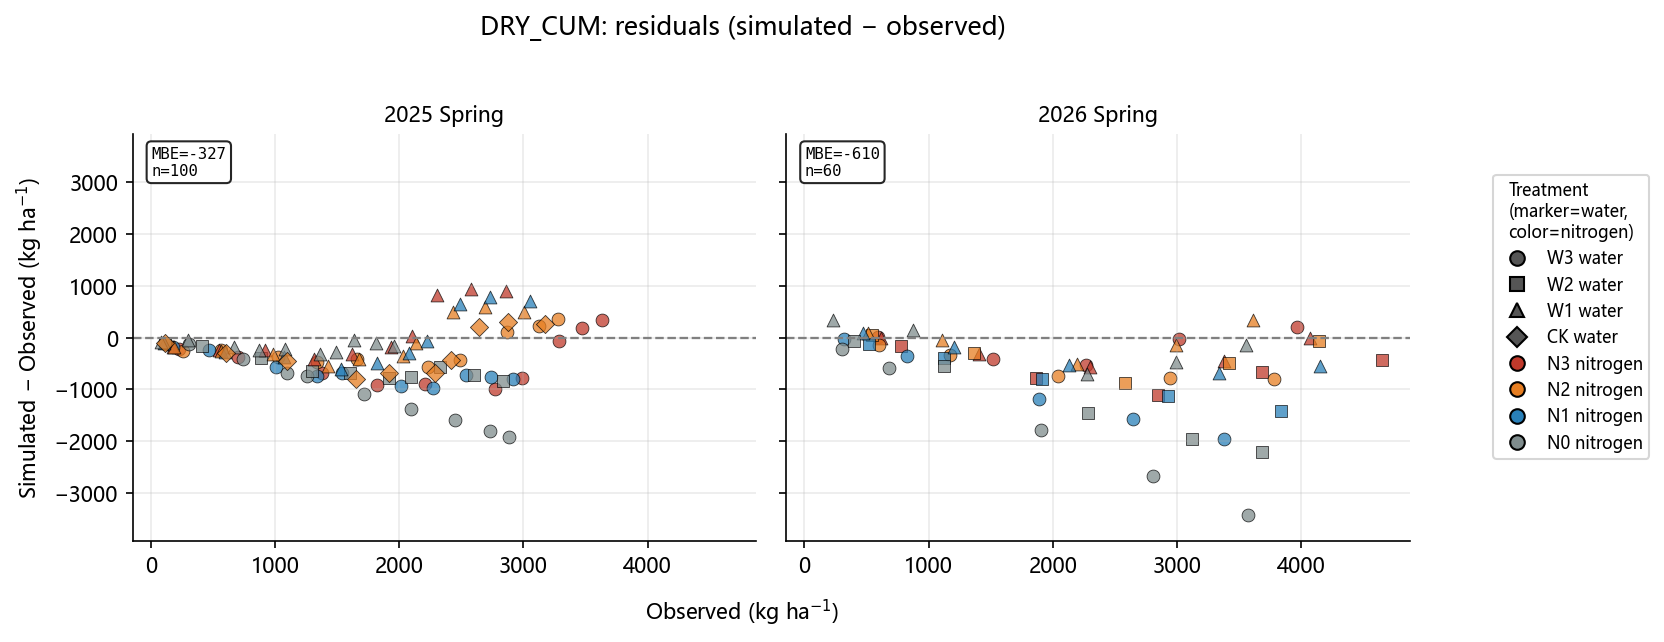 DRY_CUM: residuals (simulated − observed)
2025 Spring
2026 Spring
MBE=-327
n=100
MBE=-610
n=60
Simulated − Observed (kg ha⁻¹)
3000
2000
1000
0
−1000
−2000
−3000
0 1000 2000 3000 4000
0 1000 2000 3000 4000
Observed (kg ha⁻¹)
Treatment
(marker=water,
color=nitrogen)
W3 water
W2 water
W1 water
CK water
N3 nitrogen
N2 nitrogen
N1 nitrogen
N0 nitrogen